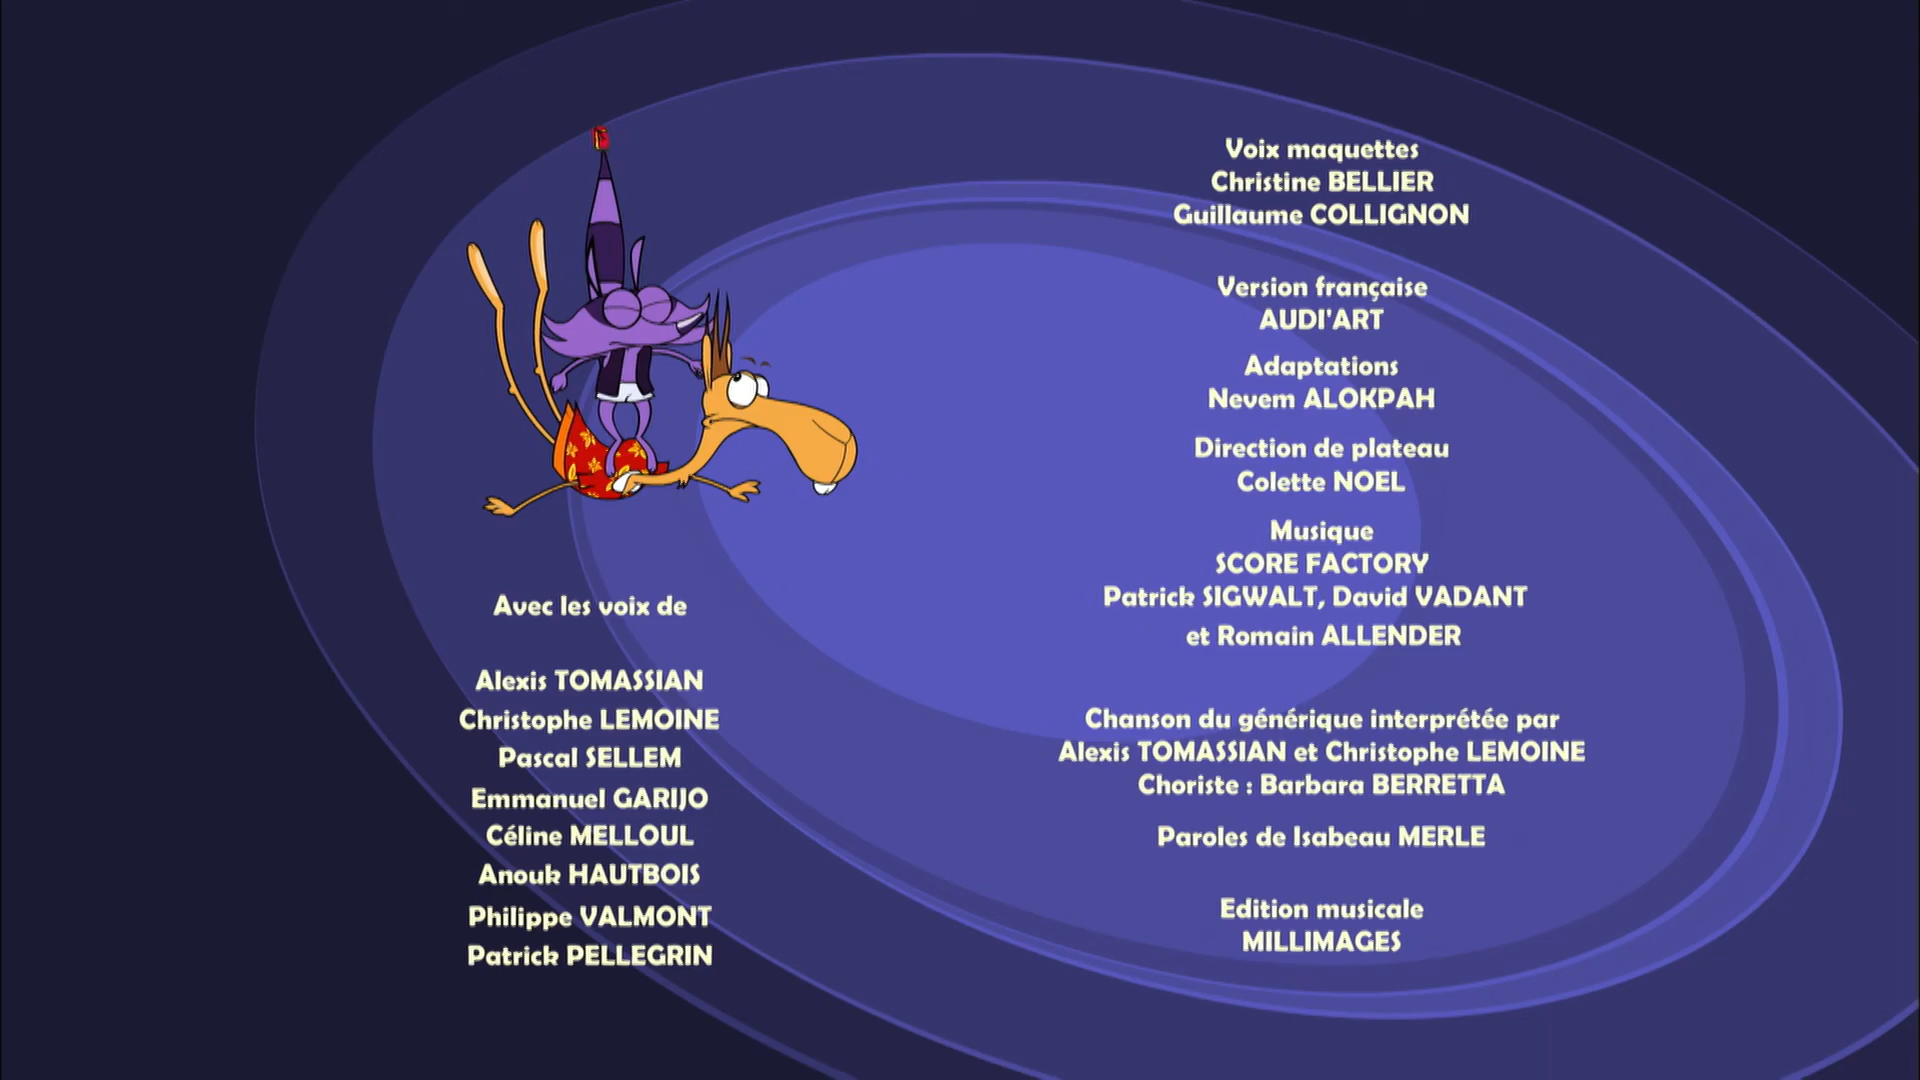 Avec les voix de
Alexis TOMASSIAN
Christophe LEMOINE
Pascal SELLEM
Emmanuel GARIJO
Céline MELLOUL
Anouk HAUTBOIS
Philippe VALMONT
Patrick PELLEGRIN
Voix maquettes
Christine BELLIER
Guillaume COLLIGNON
Version française
AUDI'ART
Adaptations
Nevem ALOKPAH
Direction de plateau
Colette NOEL
Musique
SCORE FACTORY
Patrick SIGWALT, David VADANT
et Romain ALLENDER
Chanson du générique interprétée par
Alexis TOMASSIAN et Christophe LEMOINE
Choriste : Barbara BERRETTA
Paroles de Isabeau MERLE
Edition musicale
MILLIMAGES